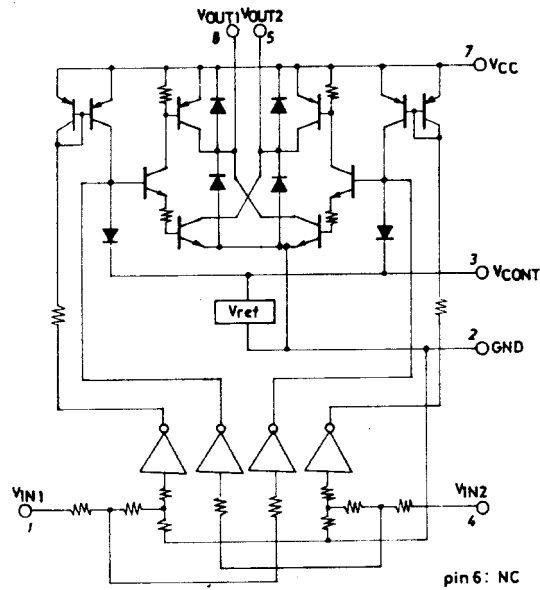 VOUT1 VOUT2
8 5
7
VCC
3
VCONT
Vref
2
GND
VIN1
1
VIN2
4
pin 6: NC